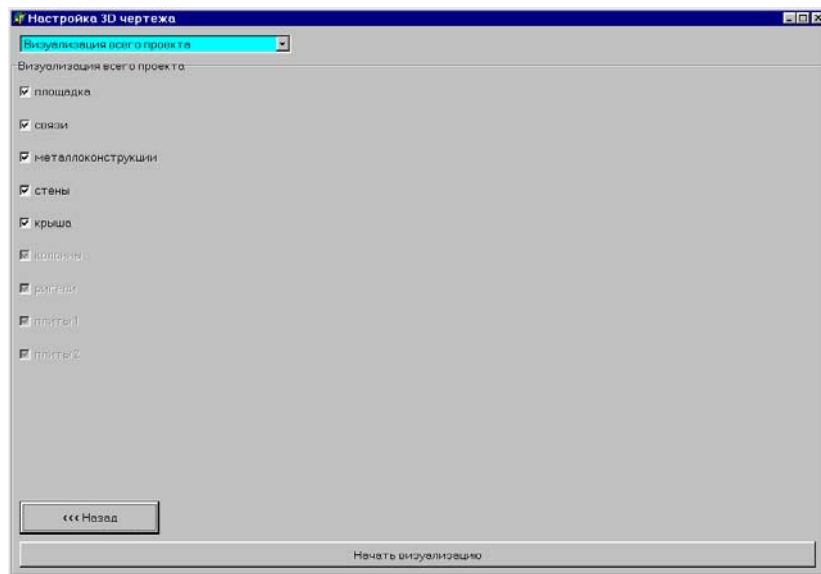 Настройка 3D чертежа
Визуализация всего проекта
Визуализация всего проекта
площадка
связи
металлоконструкции
стены
крыша
колонны
ригели
плиты 1
плиты 2
<<< Назад
Начать визуализацию